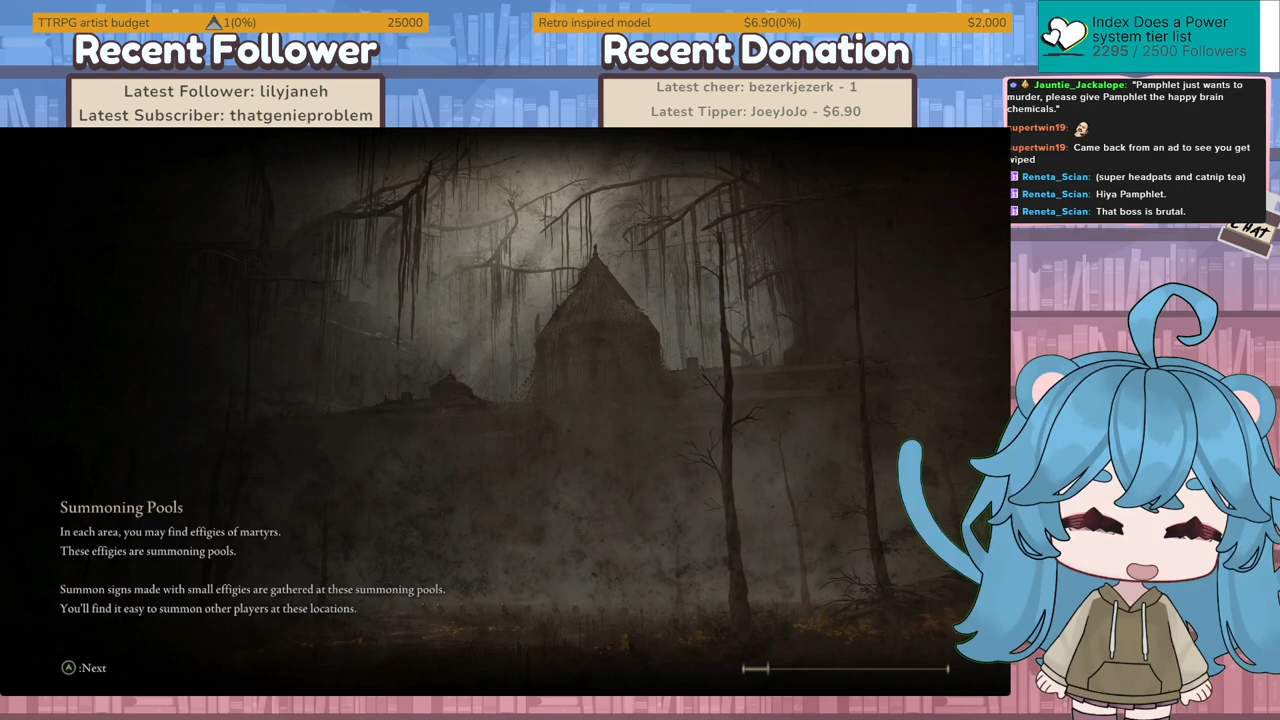 TTRPG artist budget 1(0%) 25000
Retro inspired model $6.90(0%) $2,000
Index Does a Power
system tier list
2295 / 2500 Followers
Recent Follower
Recent Donation
Latest Follower: lilyjaneh
Latest Subscriber: thatgenieproblem
Latest cheer: bezerkjezerk - 1
Latest Tipper: JoeyJoJo - $6.90
Jauntie_Jackalope: "Pamphlet just wants to
murder, please give Pamphlet the happy brain
chemicals."
supertwin19:
supertwin19: Came back from an ad to see you get
wiped
Reneta_Scian: (super headpats and catnip tea)
Reneta_Scian: Hiya Pamphlet.
Reneta_Scian: That boss is brutal.
CHAT
Summoning Pools
In each area, you may find effigies of martyrs.
These effigies are summoning pools.
Summon signs made with small effigies are gathered at these summoning pools.
You'll find it easy to summon other players at these locations.
A :Next